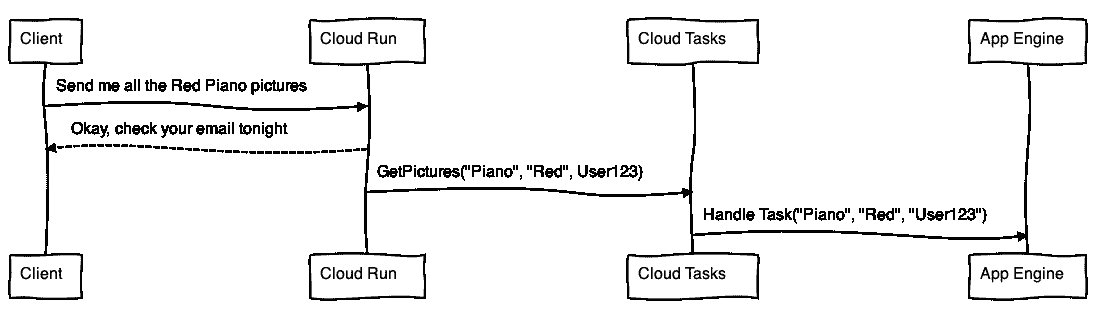 Client
Cloud Run
Cloud Tasks
App Engine
Send me all the Red Piano pictures
Okay, check your email tonight
GetPictures("Piano", "Red", User123)
Handle Task("Piano", "Red", "User123")
Client
Cloud Run
Cloud Tasks
App Engine